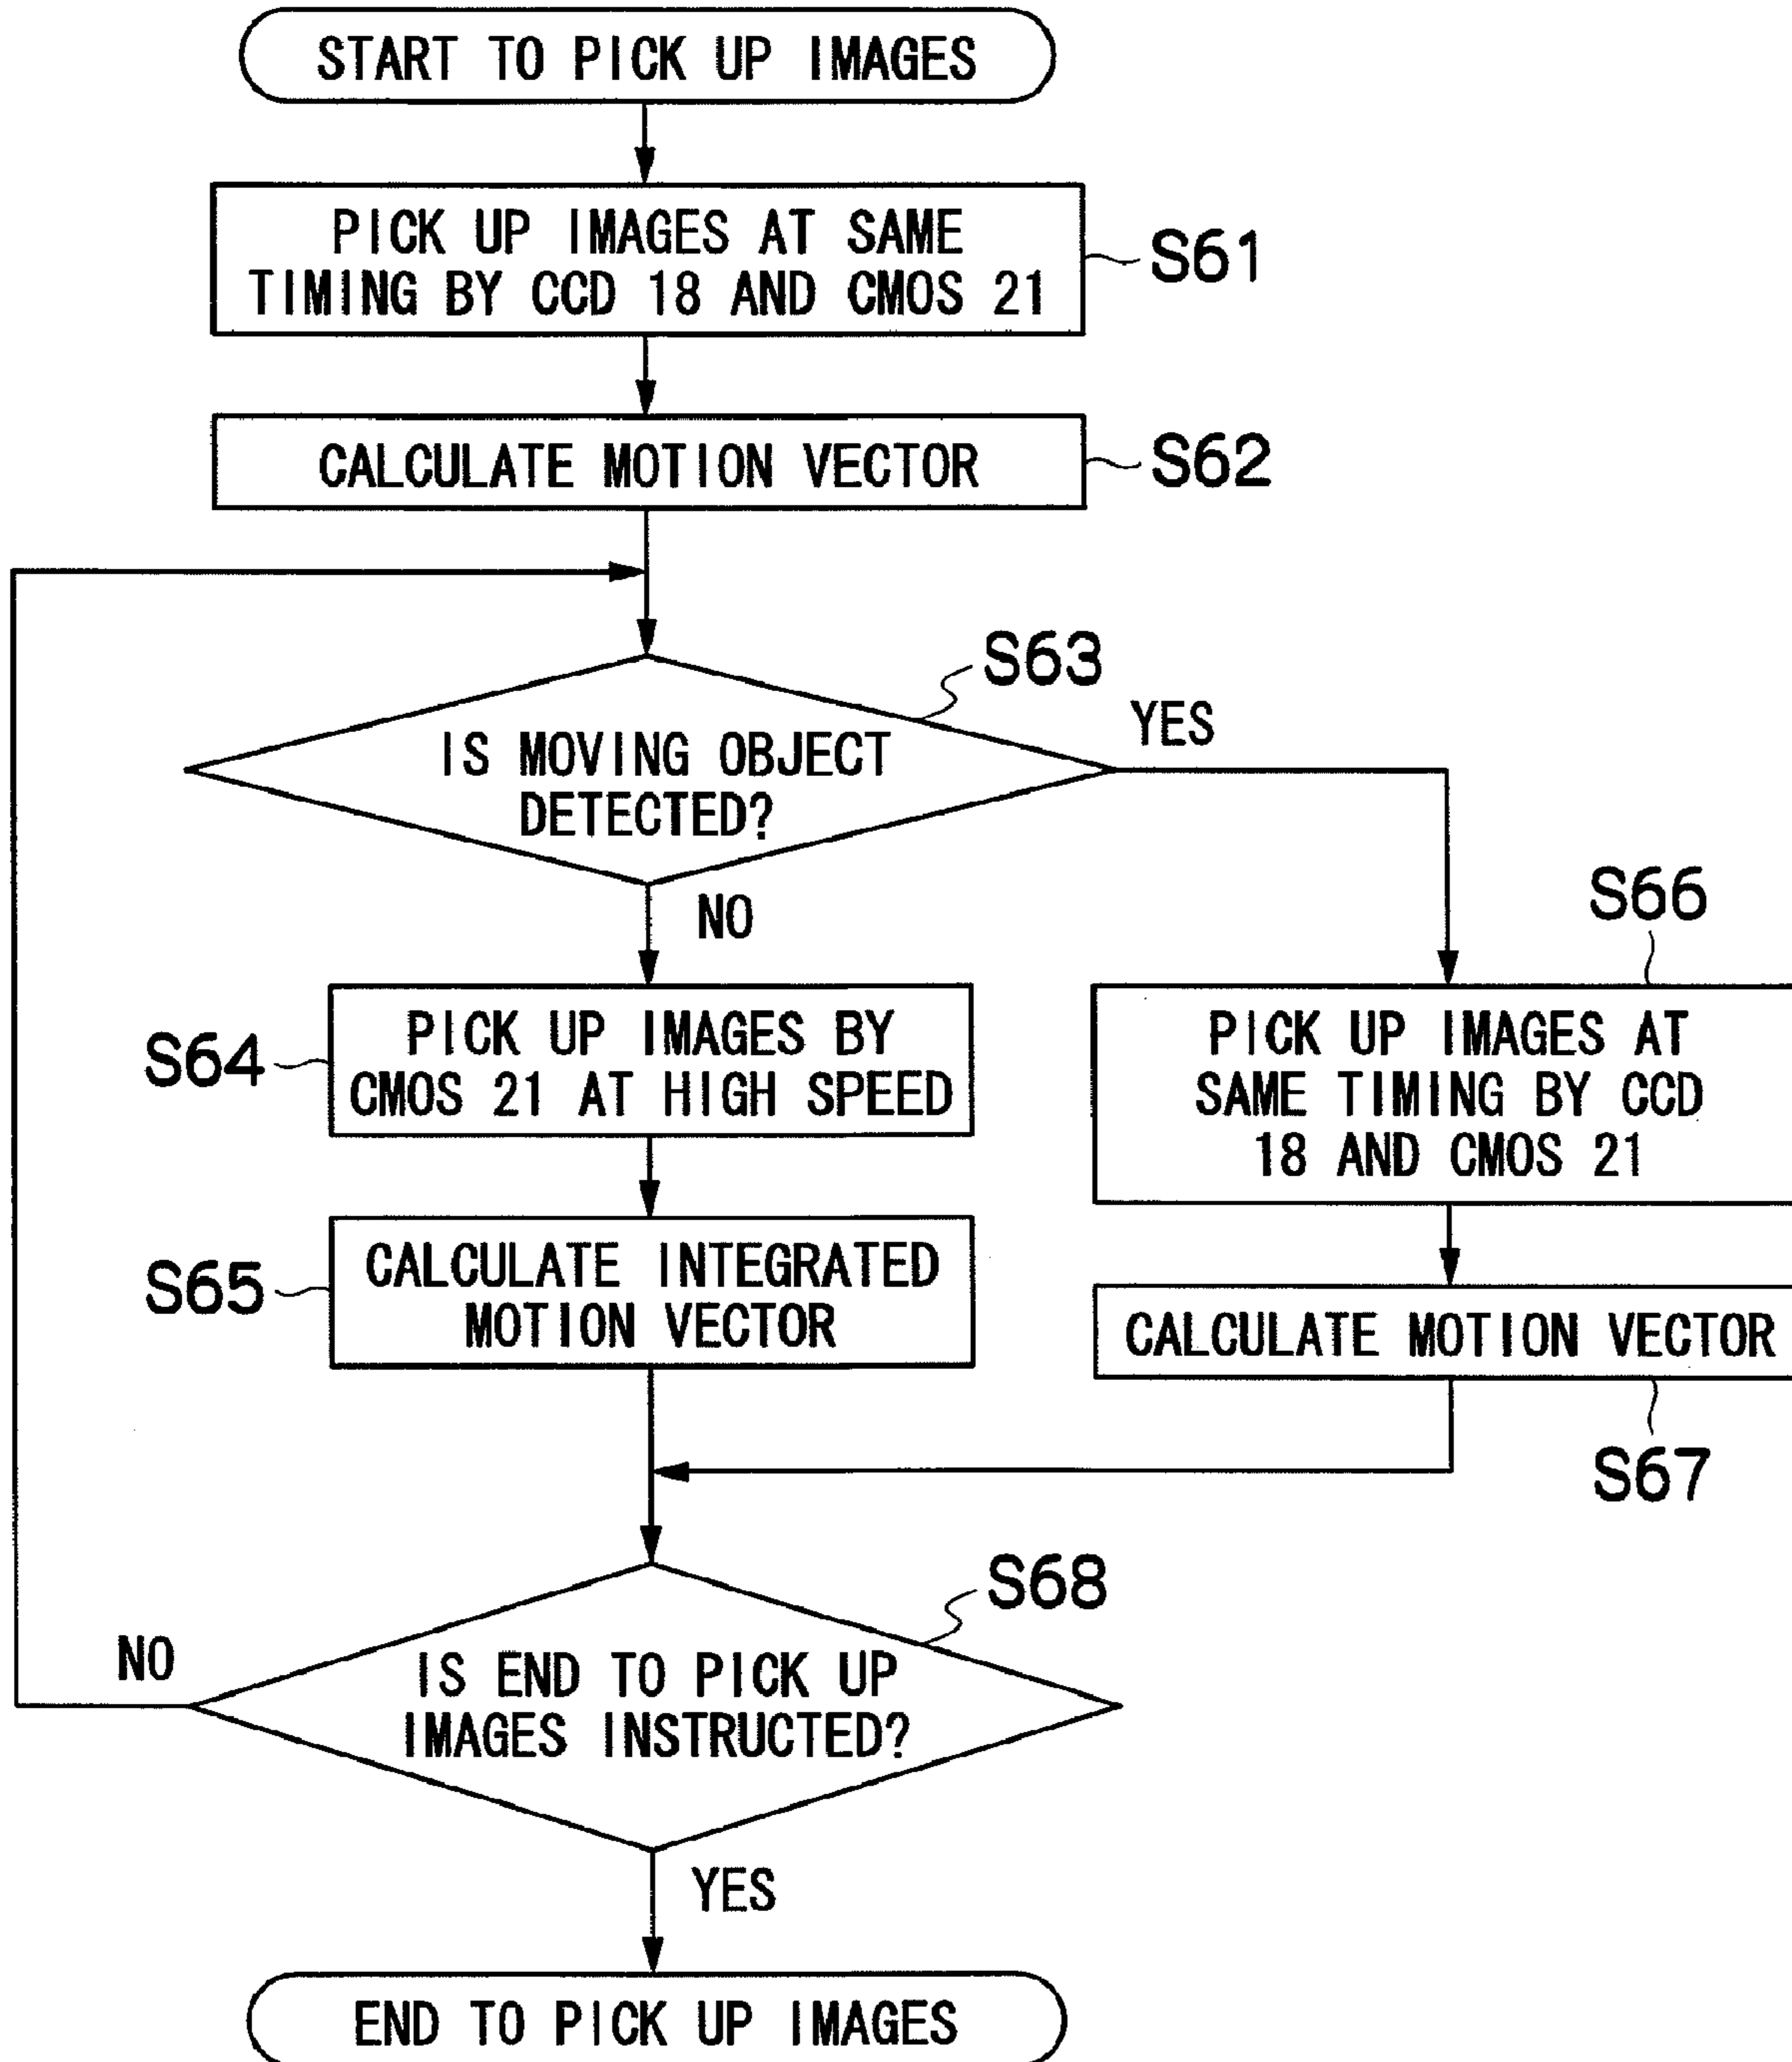 START TO PICK UP IMAGES
PICK UP IMAGES AT SAME
TIMING BY CCD 18 AND CMOS 21
S61
CALCULATE MOTION VECTOR
S62
S63
IS MOVING OBJECT
DETECTED?
YES
NO
S64
PICK UP IMAGES BY
CMOS 21 AT HIGH SPEED
S66
PICK UP IMAGES AT
SAME TIMING BY CCD
18 AND CMOS 21
S65
CALCULATE INTEGRATED
MOTION VECTOR
CALCULATE MOTION VECTOR
S67
S68
IS END TO PICK UP
IMAGES INSTRUCTED?
NO
YES
END TO PICK UP IMAGES